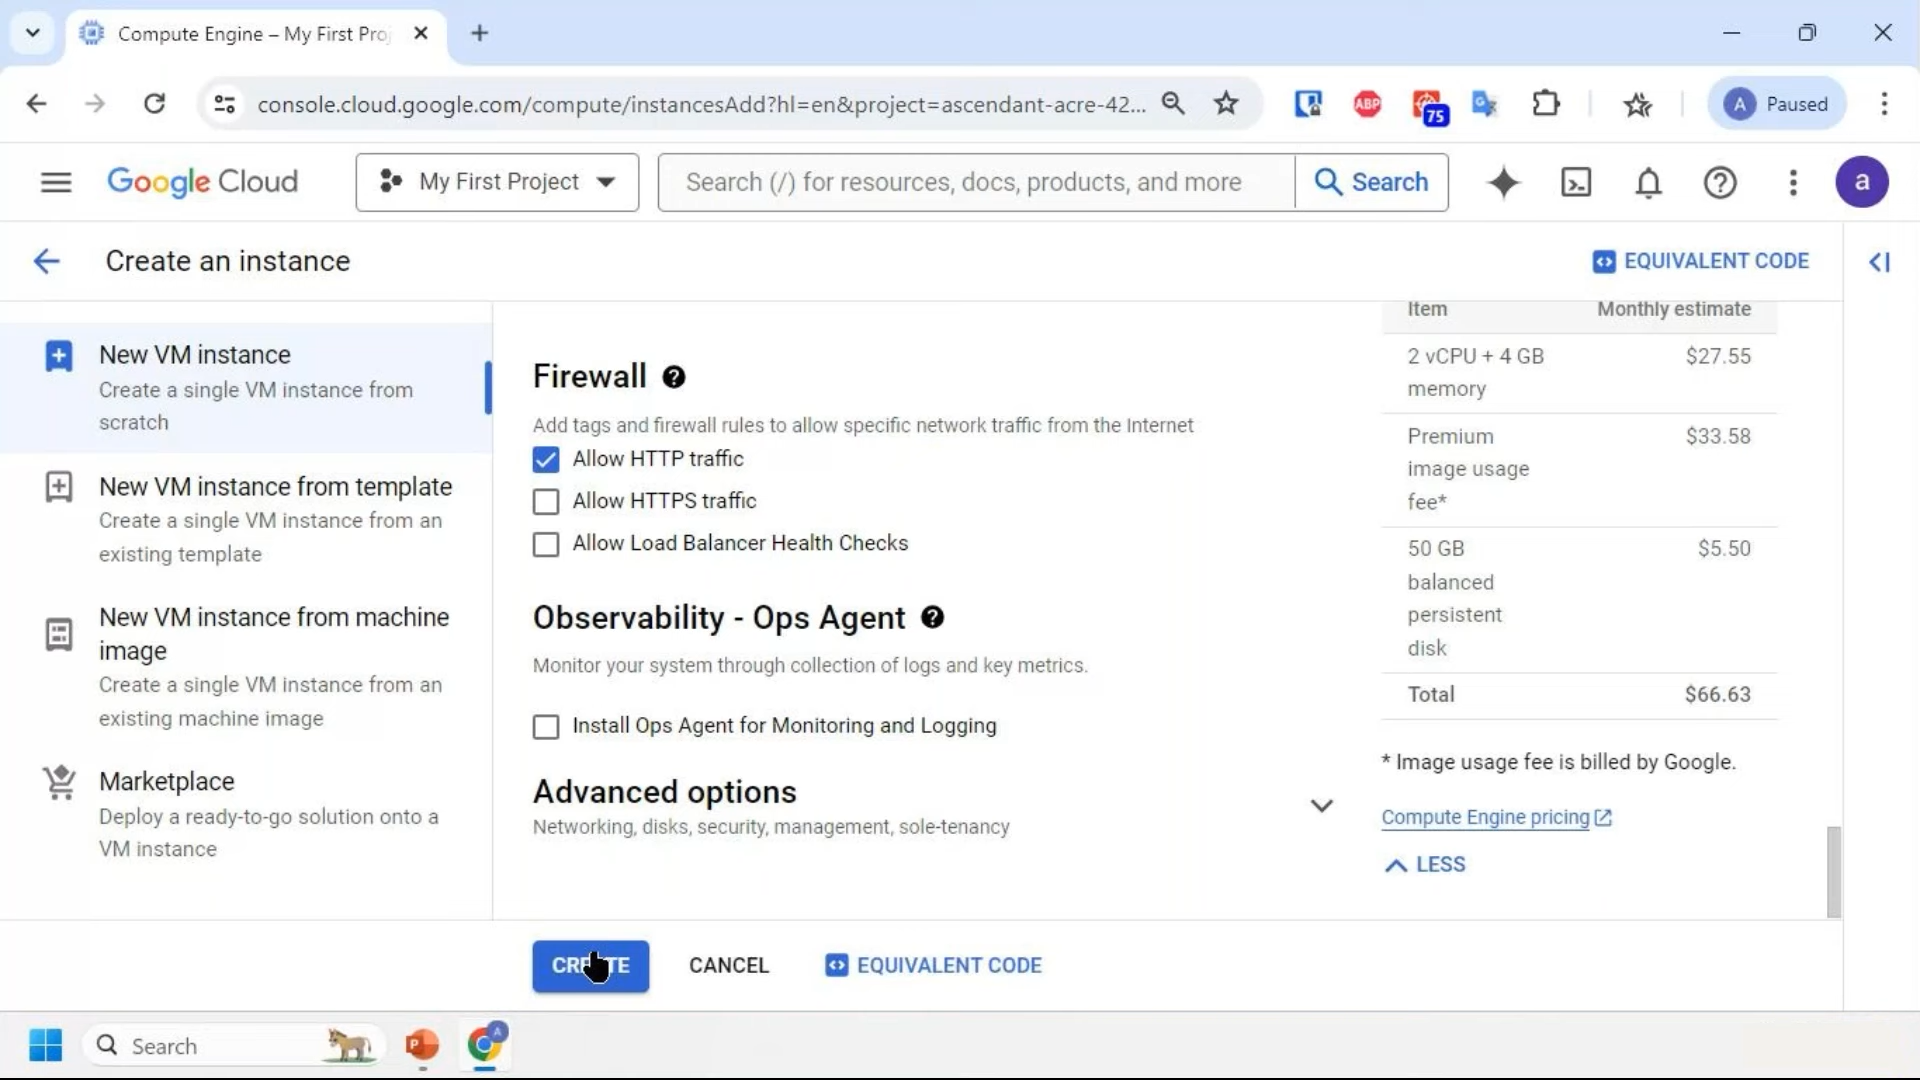 Compute Engine – My First Proj
console.cloud.google.com/compute/instancesAdd?hl=en&project=ascendant-acre-42...
ABP
75
A Paused
Google Cloud
My First Project
Search (/) for resources, docs, products, and more
Search
a
Create an instance
EQUIVALENT CODE
New VM instance
Create a single VM instance from
scratch
New VM instance from template
Create a single VM instance from an
existing template
New VM instance from machine
image
Create a single VM instance from an
existing machine image
Marketplace
Deploy a ready-to-go solution onto a
VM instance
Firewall
Add tags and firewall rules to allow specific network traffic from the Internet
Allow HTTP traffic
Allow HTTPS traffic
Allow Load Balancer Health Checks
Observability - Ops Agent
Monitor your system through collection of logs and key metrics.
Install Ops Agent for Monitoring and Logging
Advanced options
Networking, disks, security, management, sole-tenancy
Item Monthly estimate
2 vCPU + 4 GB $27.55
memory
Premium $33.58
image usage
fee*
50 GB $5.50
balanced
persistent
disk
Total $66.63
* Image usage fee is billed by Google.
Compute Engine pricing
LESS
CREATE
CANCEL
EQUIVALENT CODE
Search
P
A